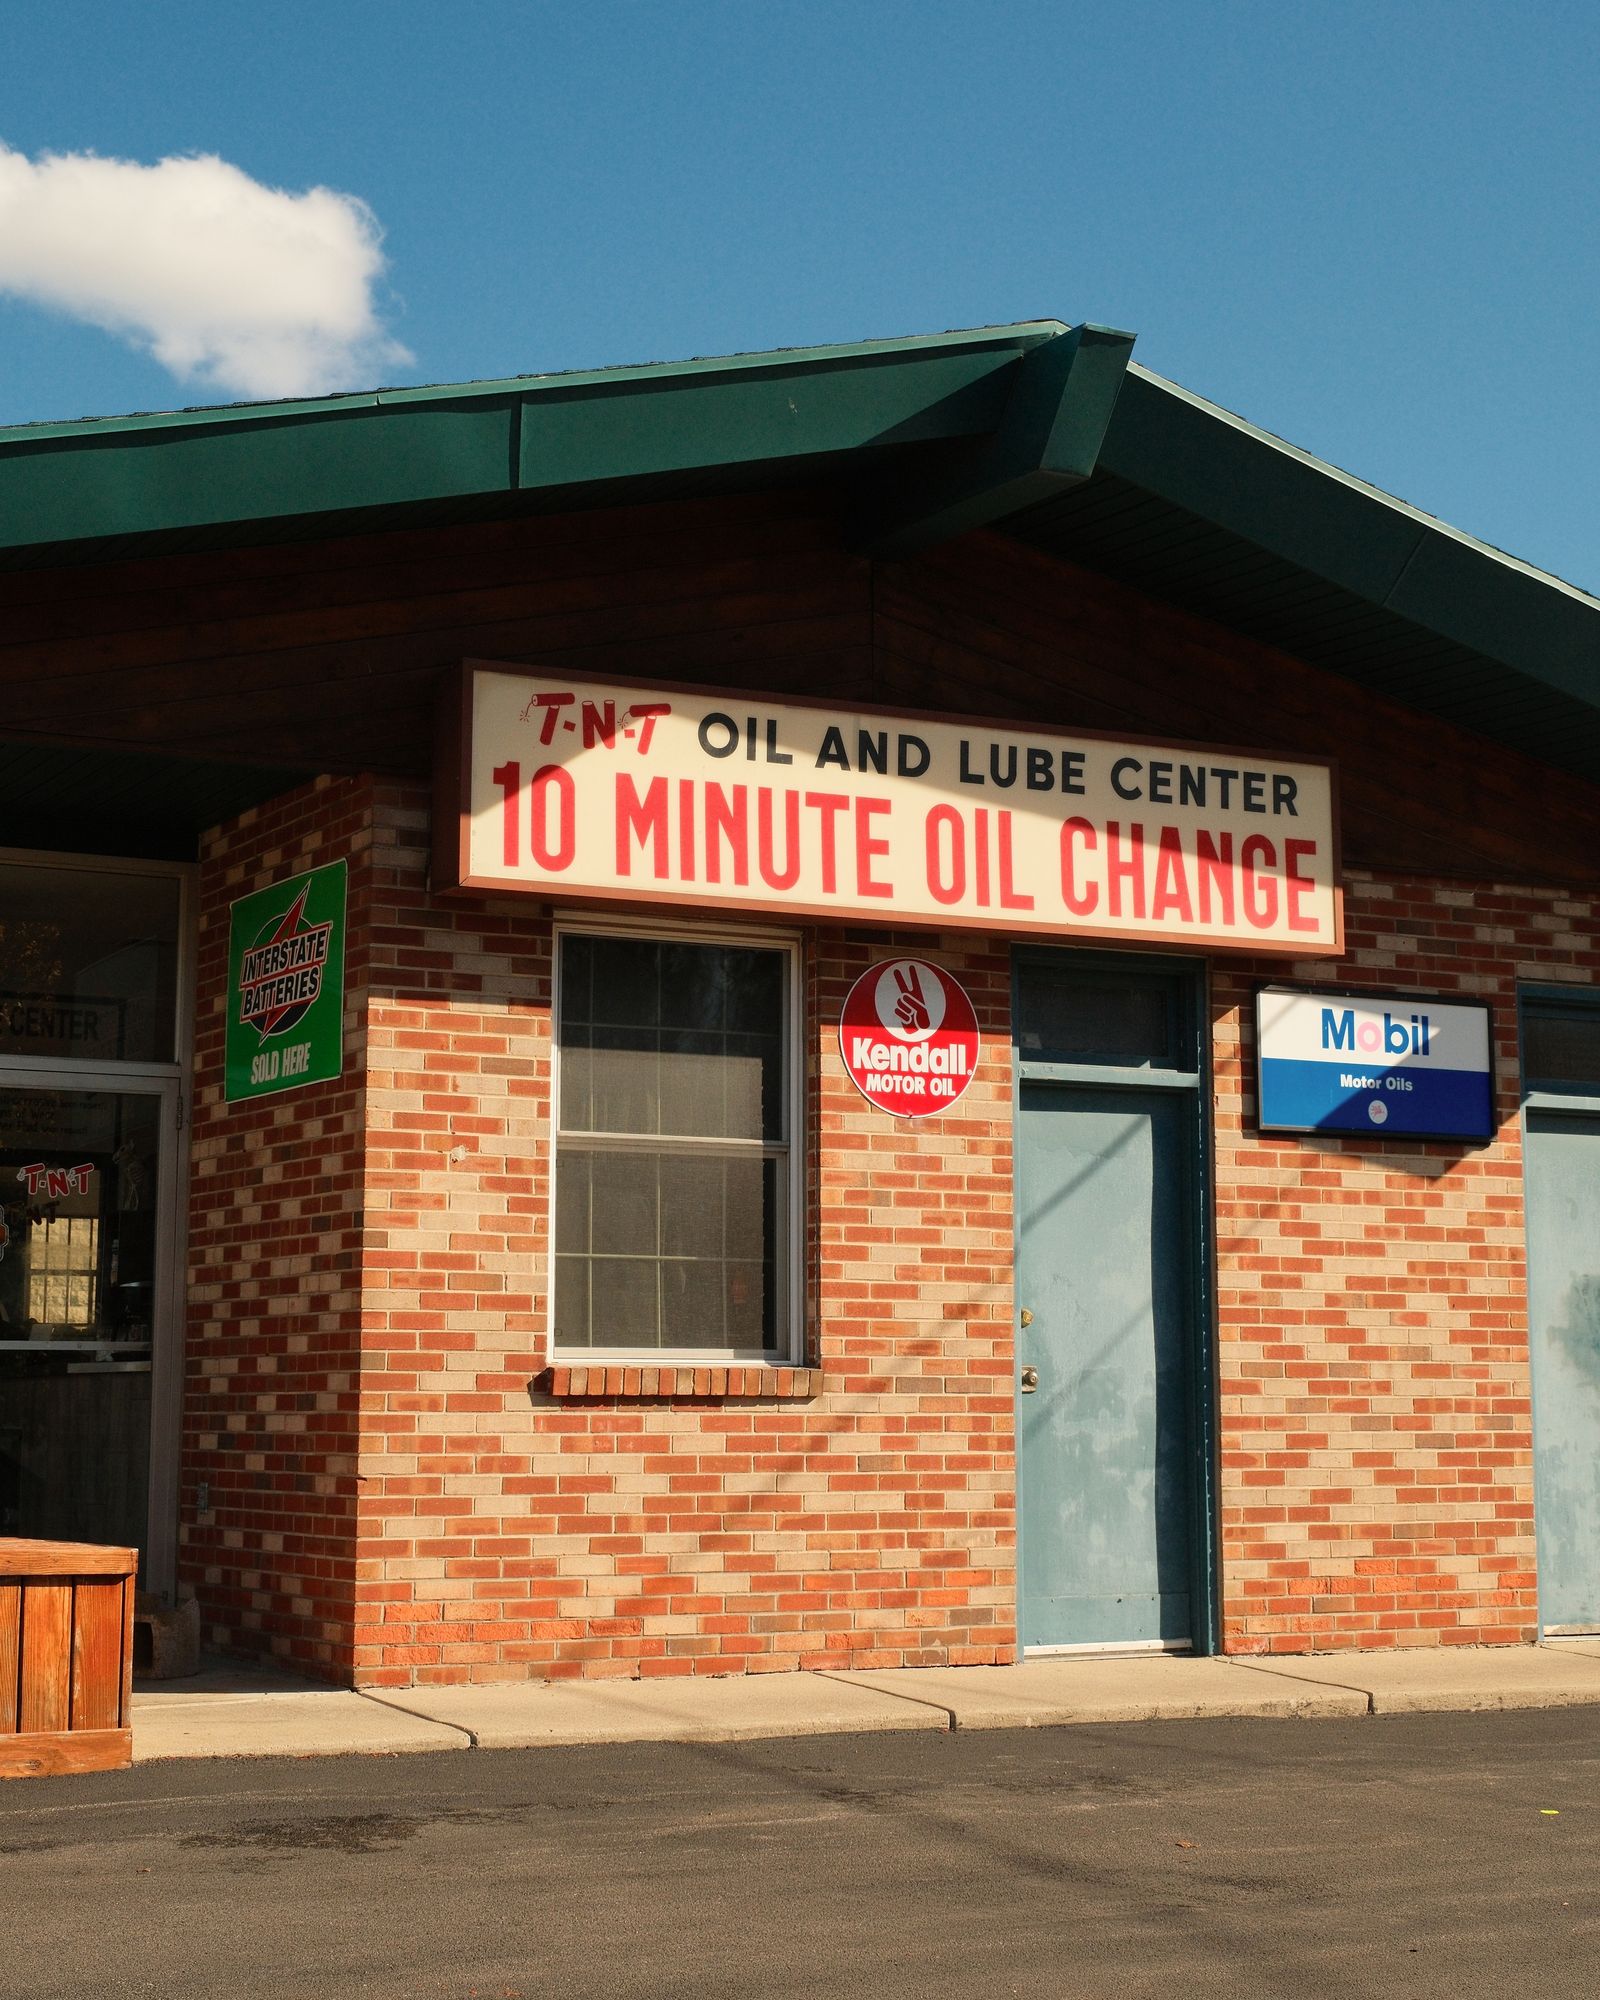 T-N-T OIL AND LUBE CENTER
10 MINUTE OIL CHANGE
INTERSTATE
BATTERIES
SOLD HERE
Kendall
MOTOR OIL
Mobil
Motor Oils
CENTER
T-N-T